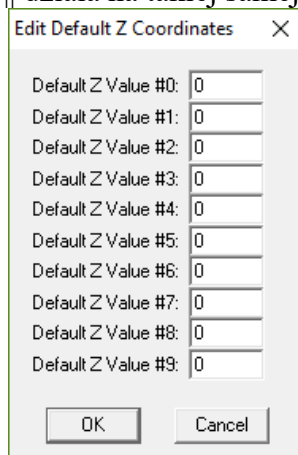 Edit Default Z Coordinates
Default Z Value #0: 0
Default Z Value #1: 0
Default Z Value #2: 0
Default Z Value #3: 0
Default Z Value #4: 0
Default Z Value #5: 0
Default Z Value #6: 0
Default Z Value #7: 0
Default Z Value #8: 0
Default Z Value #9: 0
OK Cancel